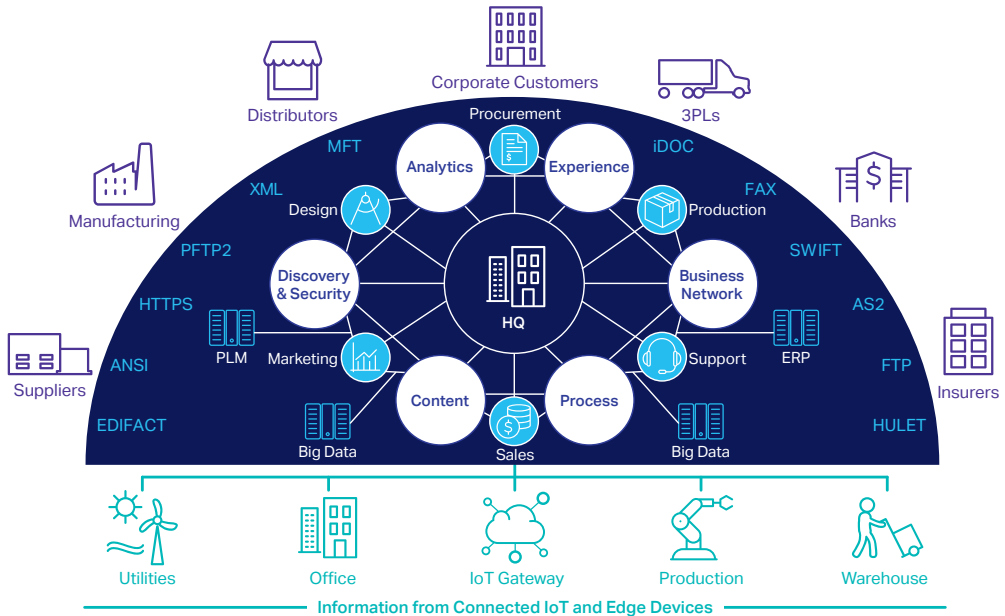 Corporate Customers
Distributors
3PLs
Procurement
MFT
iDOC
Analytics
Experience
XML
FAX
Design
Production
Manufacturing
Banks
PFTP2
SWIFT
Discovery
& Security
Business
Network
HTTPS
AS2
HQ
PLM
Marketing
Support
ERP
ANSI
FTP
Suppliers
Insurers
Content
Process
EDIFACT
HULET
Big Data
Sales
Big Data
Utilities
Office
IoT Gateway
Production
Warehouse
Information from Connected IoT and Edge Devices
$
$
$